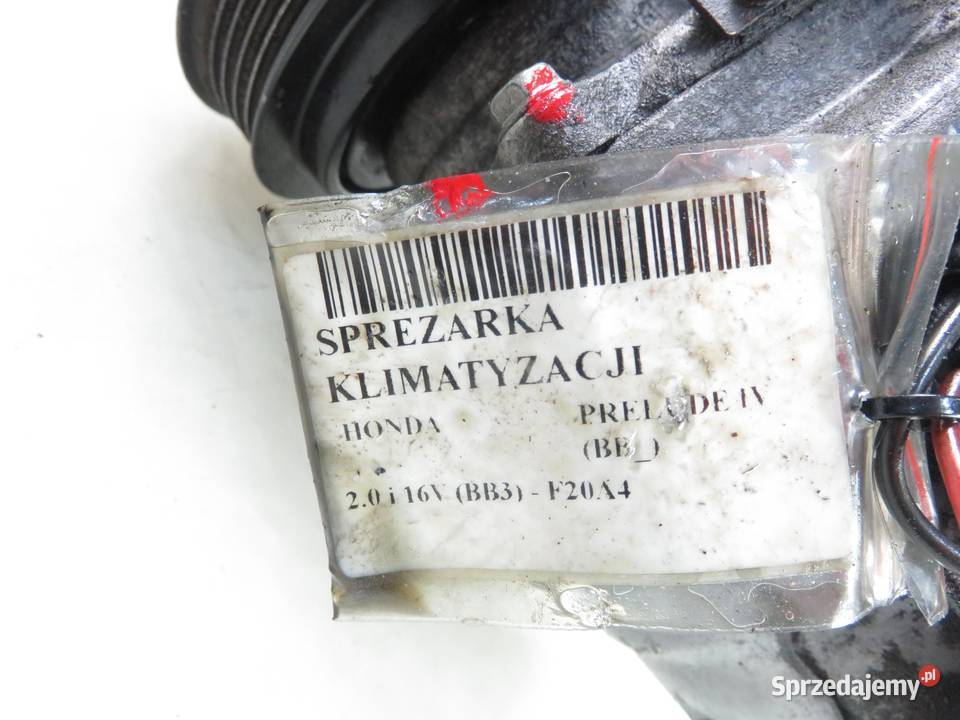 SPREZARKA
KLIMATYZACJI
HONDA PRELUDE IV
(BB_)
2.0 i 16V (BB3) - F20A4
Sprzedajemy.pl